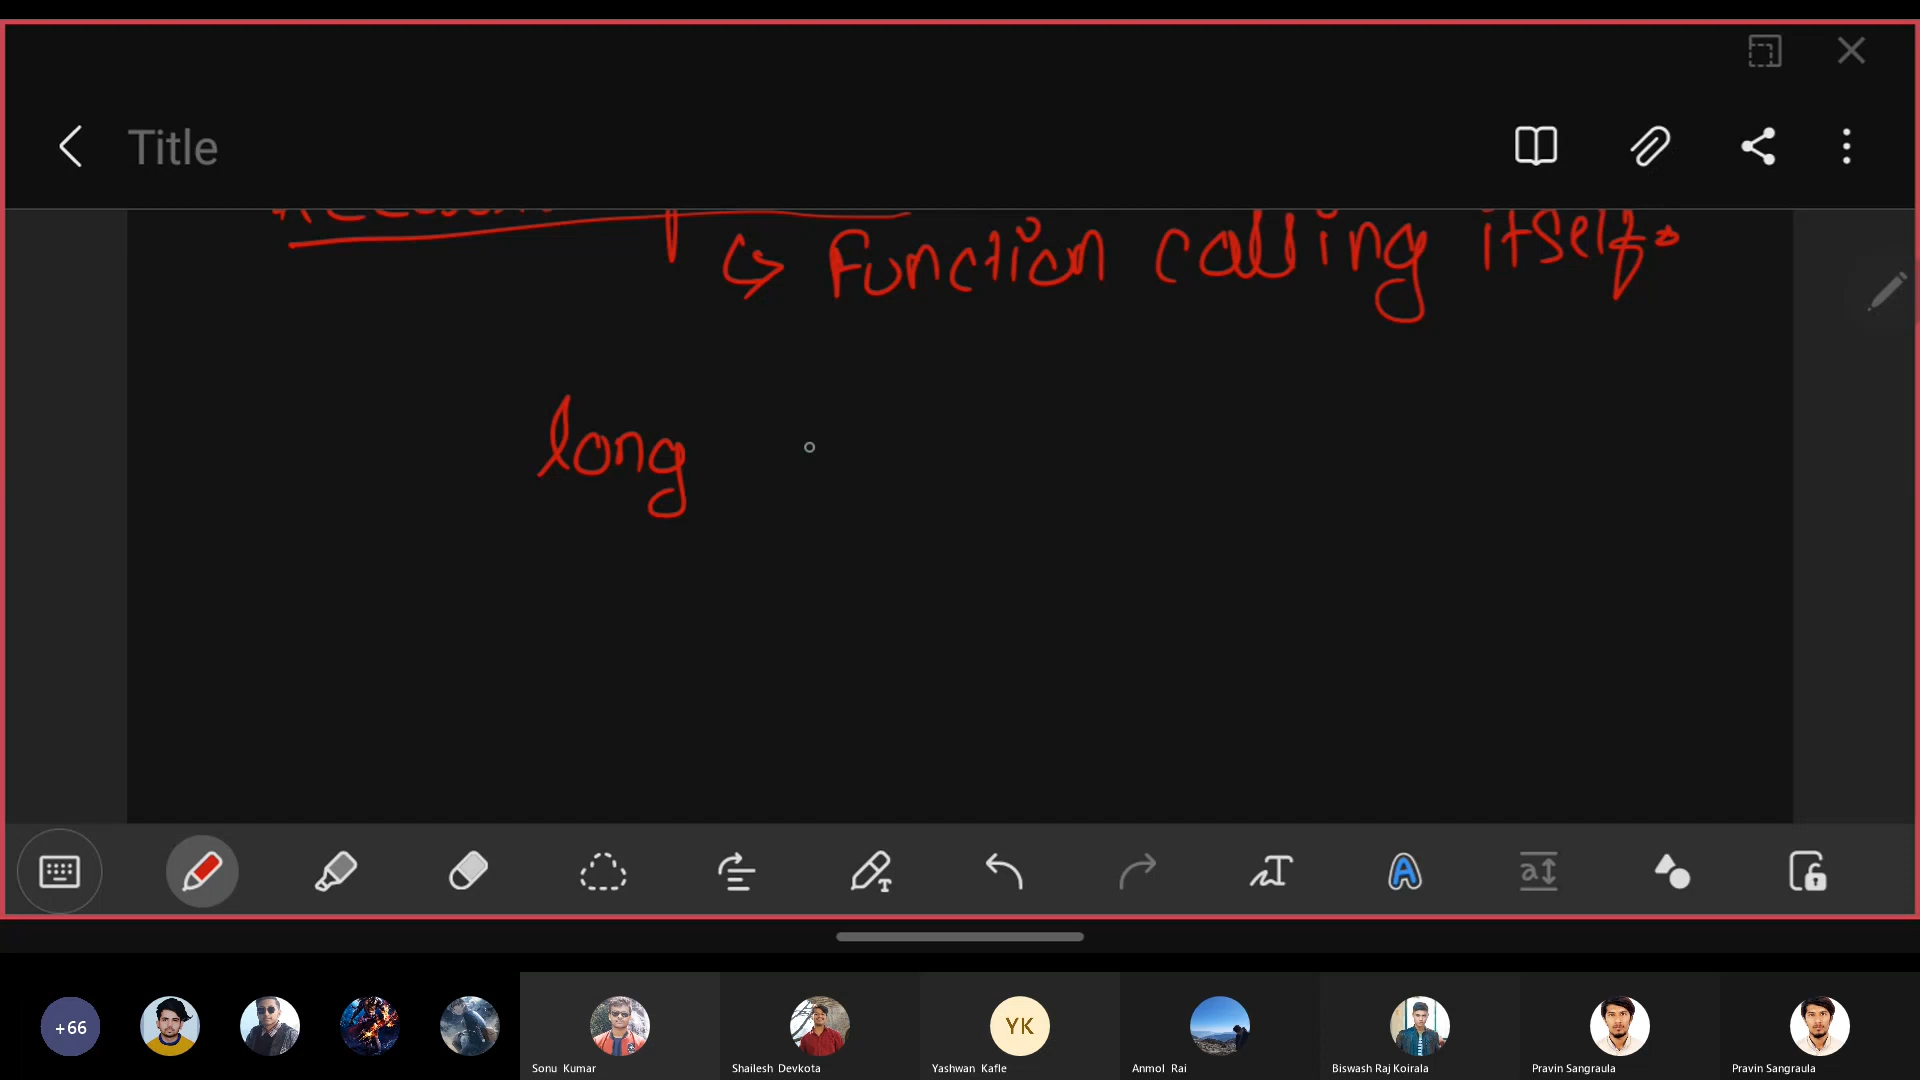 Title
↳ Function calling itself.
long
+66
YK
Sonu Kumar
Shailesh Devkota
Yashwan Kafle
Anmol Rai
Biswash Raj Koirala
Pravin Sangraula
Pravin Sangraula